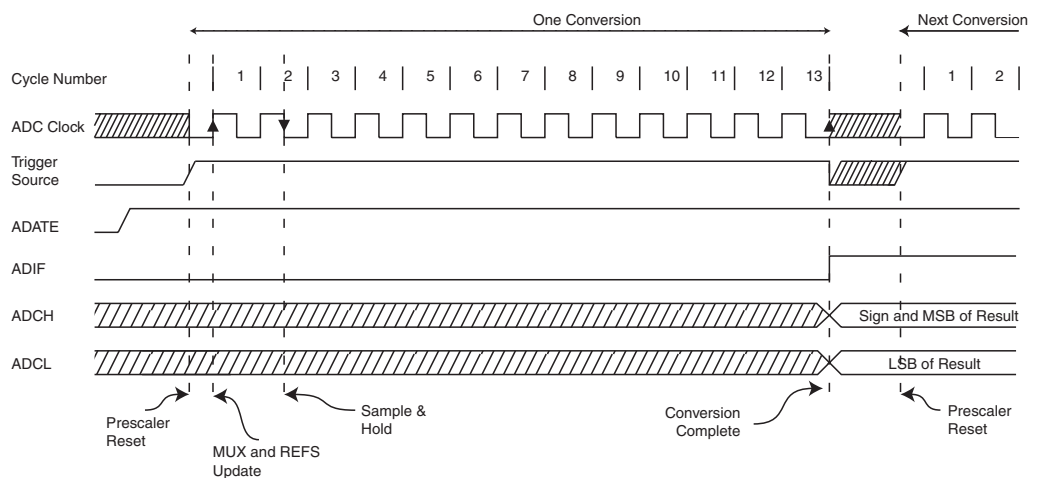 One Conversion
Next Conversion
Cycle Number
1 2 3 4 5 6 7 8 9 10 11 12 13 1 2
ADC Clock
Trigger
Source
ADATE
ADIF
ADCH
Sign and MSB of Result
ADCL
LSB of Result
Prescaler
Reset
MUX and REFS
Update
Sample &
Hold
Conversion
Complete
Prescaler
Reset